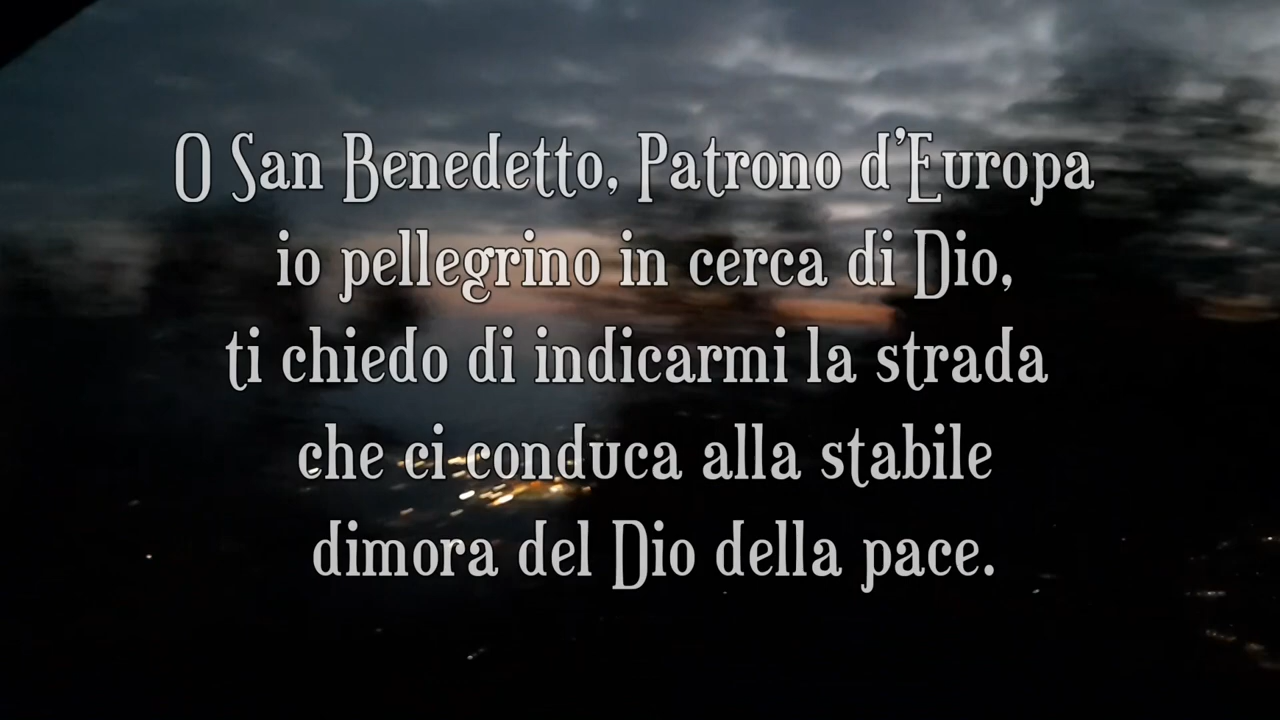 O San Benedetto, Patrono d'Europa
io pellegrino in cerca di Dio,
ti chiedo di indicarmi la strada
che ci conduca alla stabile
dimora del Dio della pace.